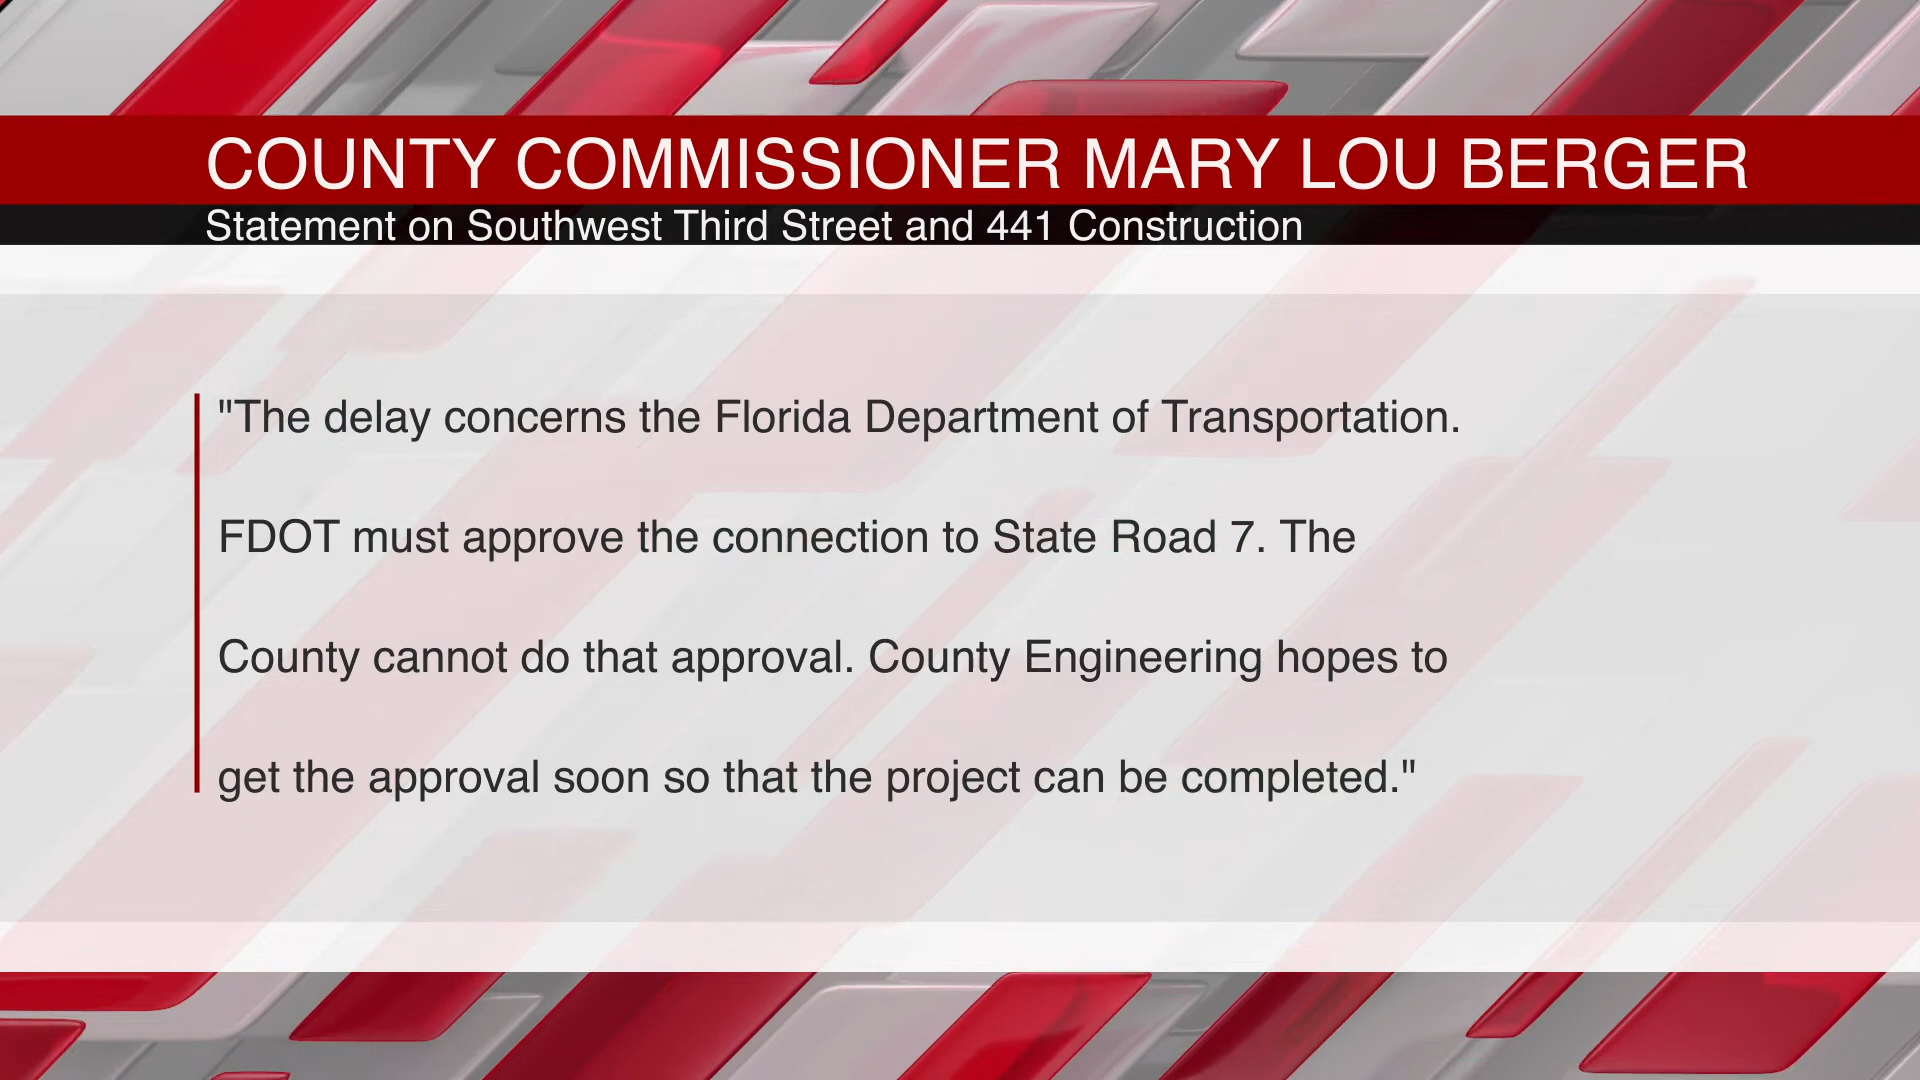 COUNTY COMMISSIONER MARY LOU BERGER
Statement on Southwest Third Street and 441 Construction
"The delay concerns the Florida Department of Transportation.
FDOT must approve the connection to State Road 7. The
County cannot do that approval. County Engineering hopes to
get the approval soon so that the project can be completed."